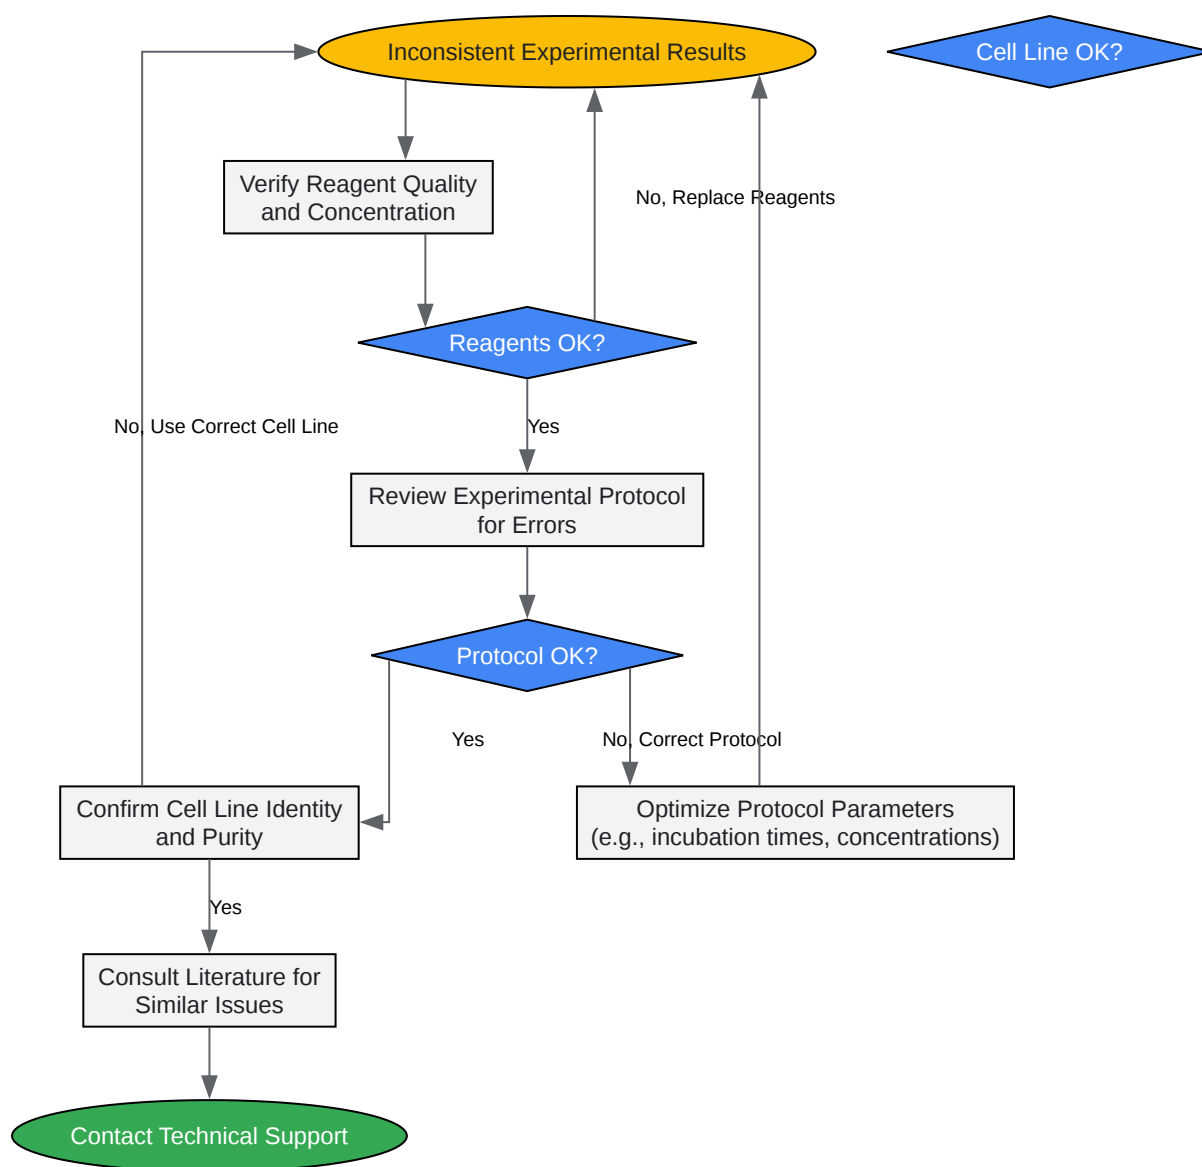 Inconsistent Experimental Results
Cell Line OK?
Verify Reagent Quality
and Concentration
No, Replace Reagents
Reagents OK?
No, Use Correct Cell Line
Yes
Review Experimental Protocol
for Errors
Protocol OK?
Yes
No, Correct Protocol
Confirm Cell Line Identity
and Purity
Optimize Protocol Parameters
(e.g., incubation times, concentrations)
Yes
Consult Literature for
Similar Issues
Contact Technical Support